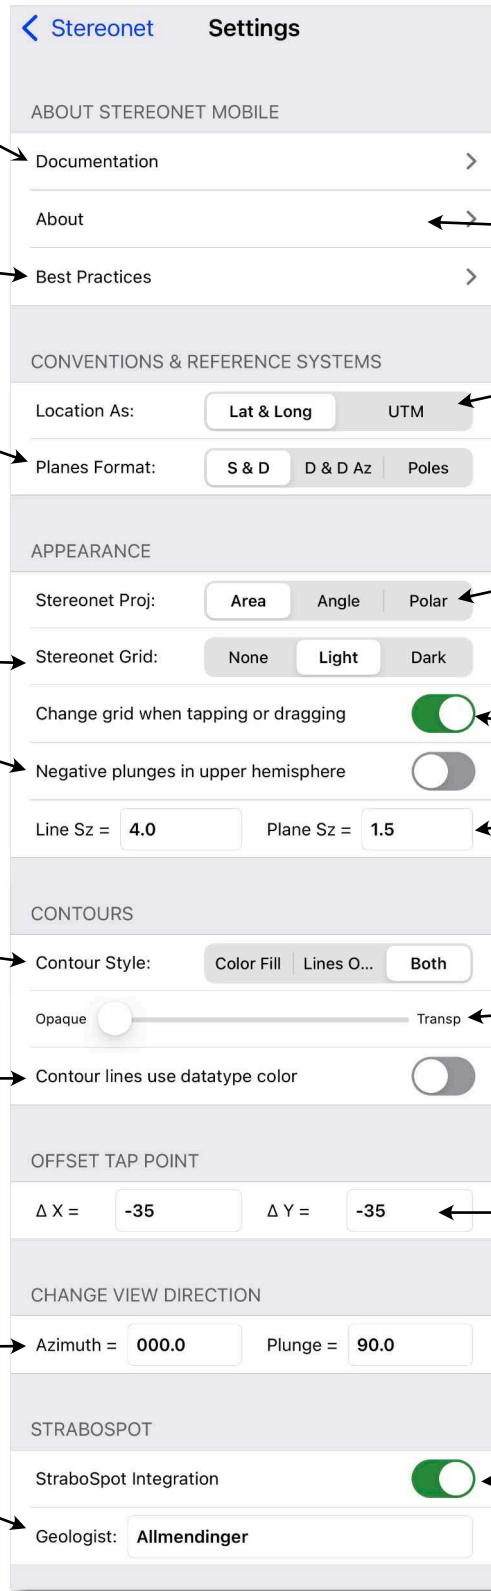 Stereonet Settings
ABOUT STEREONET MOBILE
Documentation
About
Best Practices
CONVENTIONS & REFERENCE SYSTEMS
Location As: Lat & Long UTM
Planes Format: S & D D & D Az Poles
APPEARANCE
Stereonet Proj: Area Angle Polar
Stereonet Grid: None Light Dark
Change grid when tapping or dragging
Negative plunges in upper hemisphere
Line Sz = 4.0 Plane Sz = 1.5
CONTOURS
Contour Style: Color Fill Lines O... Both
Opaque Transp
Contour lines use datatype color
OFFSET TAP POINT
Δ X = -35 Δ Y = -35
CHANGE VIEW DIRECTION
Azimuth = 000.0 Plunge = 90.0
STRABOSPOT
StraboSpot Integration
Geologist: Allmendinger